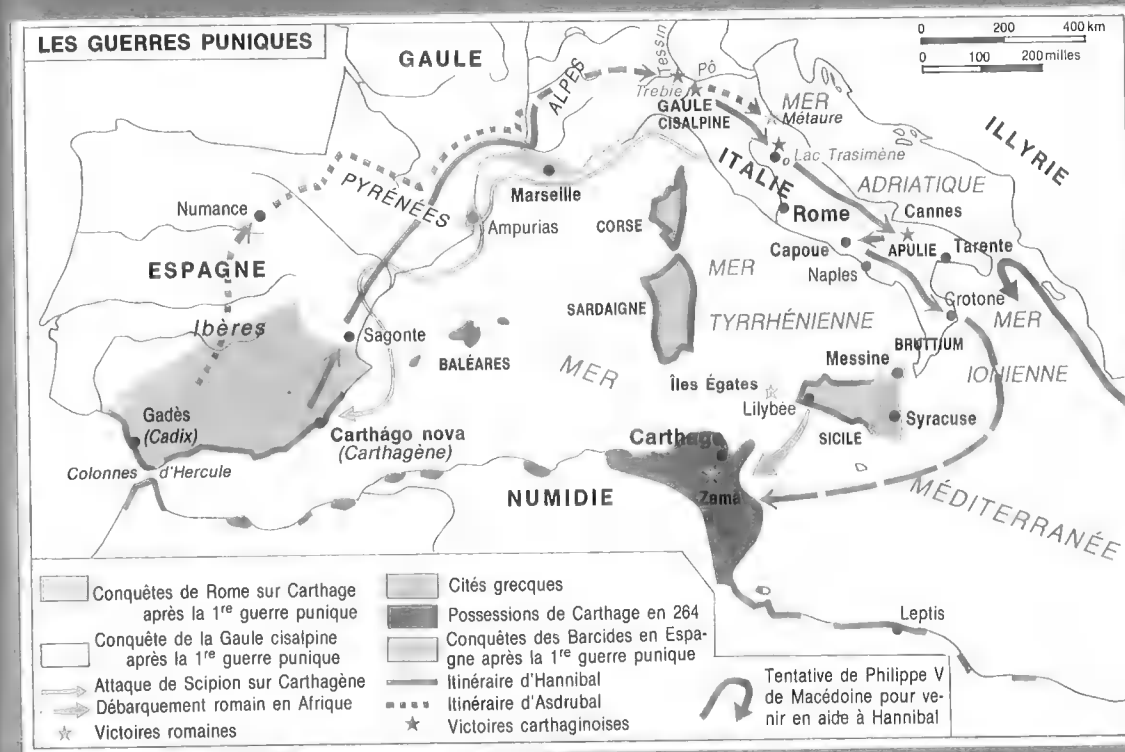 LES GUERRES PUNIQUES
GAULE
0 200 400 km
0 100 200 milles
ALPES
Tessin
Pô
Trebie
GAULE
CISALPINE
MER
Métaure
ILLYRIE
Lac Trasimène
ITALIE
ADRIATIQUE
PYRÉNÉES
Marseille
Numance
Ampurias
CORSE
Rome
Cannes
Capoue
APULIE
Tarente
ESPAGNE
MER
Naples
SARDAIGNE
TYRRHÉNIENNE
Crotone
MER
Ibères
Sagonte
BALÉARES
MER
BRUTTIUM
Messine
IONIENNE
Îles Égates
Lilybée
Syracuse
SICILE
Gadès
(Cadix)
Carthágo nova
(Carthagène)
Carthage
Colonnes d'Hercule
NUMIDIE
Zama
MÉDITERRANÉE
Leptis
Conquêtes de Rome sur Carthage
après la 1re guerre punique
Conquête de la Gaule cisalpine
après la 1re guerre punique
Attaque de Scipion sur Carthagène
Débarquement romain en Afrique
Victoires romaines
Cités grecques
Possessions de Carthage en 264
Conquêtes des Barcides en Espa-
gne après la 1re guerre punique
Itinéraire d'Hannibal
Itinéraire d'Asdrubal
Victoires carthaginoises
Tentative de Philippe V
de Macédoine pour ve-
nir en aide à Hannibal